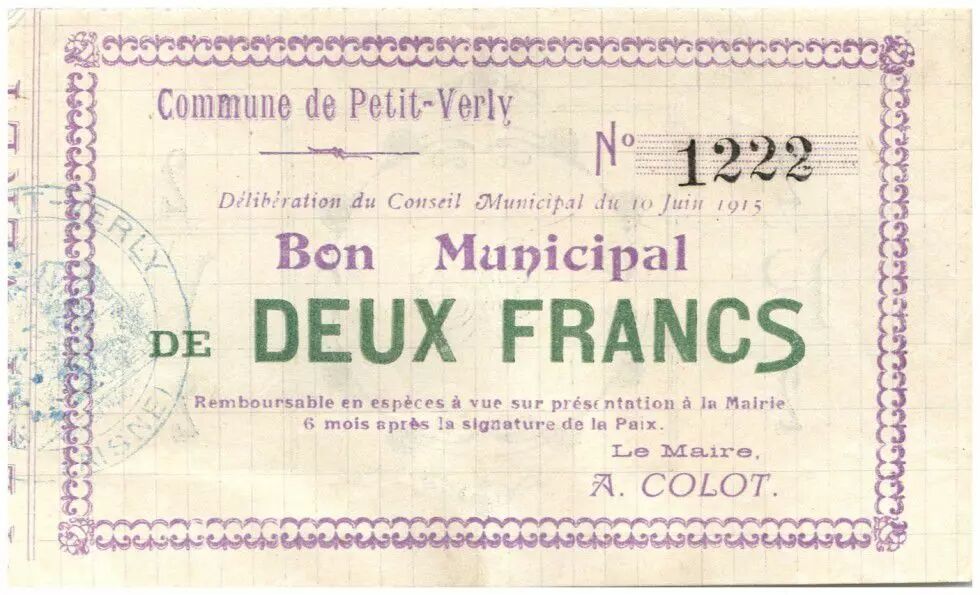 Commune de Petit-Verly
Nº 1222
Délibération du Conseil Municipal du 10 Juin 1915
Bon Municipal
DE DEUX FRANCS
Remboursable en espèces à vue sur présentation à la Mairie
6 mois après la signature de la Paix.
Le Maire,
A. COLOT.